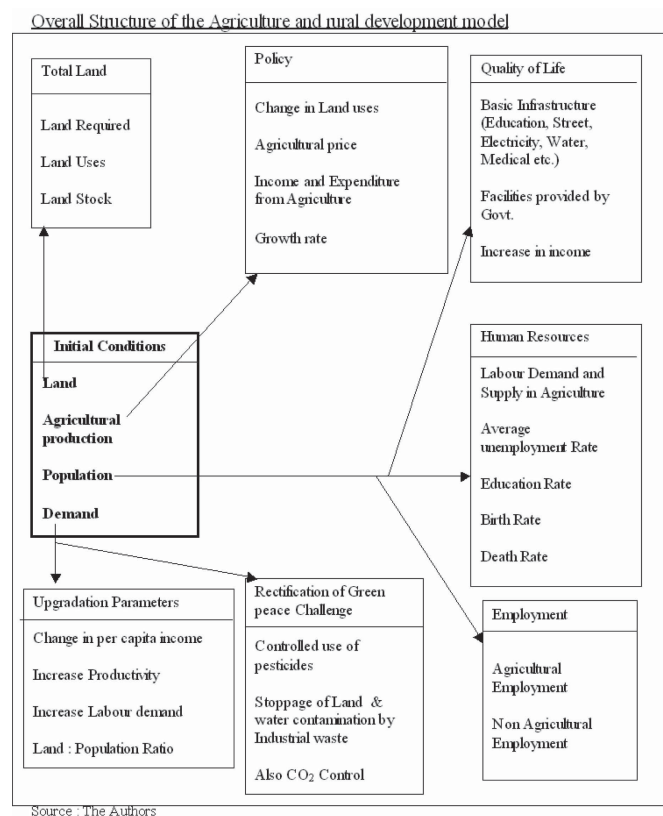 Overall Structure of the Agriculture and rural development model
Total Land
Land Required
Land Uses
Land Stock
Policy
Change in Land uses
Agricultural price
Income and Expenditure
from Agriculture
Growth rate
Quality of Life
Basic Infrastructure
(Education, Street,
Electricity, Water,
Medical etc.)
Facilities provided by
Govt.
Increase in income
Initial Conditions
Land
Agricultural
production
Population
Demand
Human Resources
Labour Demand and
Supply in Agriculture
Average
unemployment Rate
Education Rate
Birth Rate
Death Rate
Upgradation Parameters
Change in per capita income
Increase Productivity
Increase Labour demand
Land : Population Ratio
Rectification of Green
peace Challenge
Controlled use of
pesticides
Stoppage of Land &
water contamination by
Industrial waste
Also CO₂ Control
Employment
Agricultural
Employment
Non Agricultural
Employment
Source : The Authors